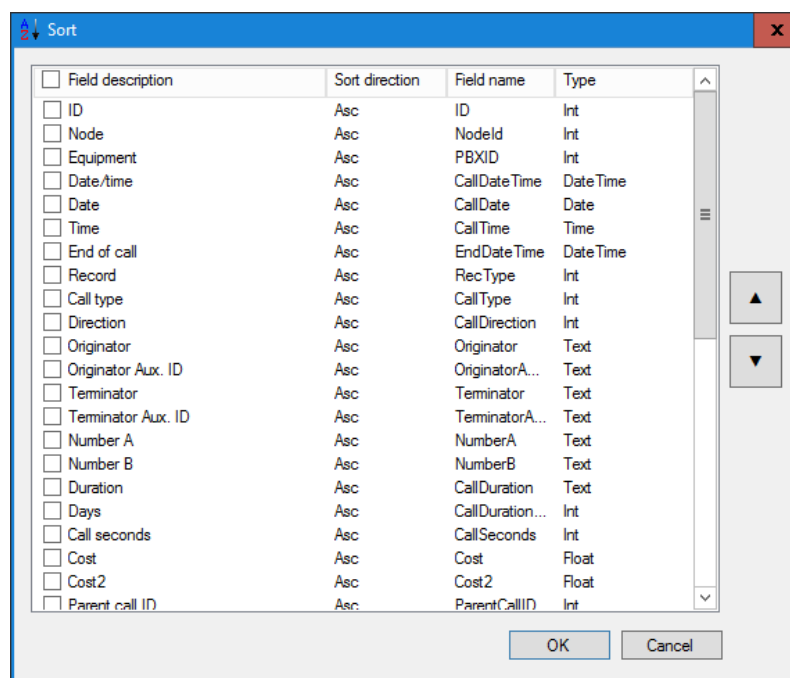 Sort
Field description Sort direction Field name Type
ID Asc ID Int
Node Asc NodeId Int
Equipment Asc PBXID Int
Date/time Asc CallDateTime DateTime
Date Asc CallDate Date
Time Asc CallTime Time
End of call Asc EndDateTime DateTime
Record Asc RecType Int
Call type Asc CallType Int
Direction Asc CallDirection Int
Originator Asc Originator Text
Originator Aux. ID Asc OriginatorA... Text
Terminator Asc Terminator Text
Terminator Aux. ID Asc TerminatorA... Text
Number A Asc NumberA Text
Number B Asc NumberB Text
Duration Asc CallDuration Text
Days Asc CallDuration... Int
Call seconds Asc CallSeconds Int
Cost Asc Cost Float
Cost2 Asc Cost2 Float
Parent call ID Asc ParentCallID Int
OK Cancel